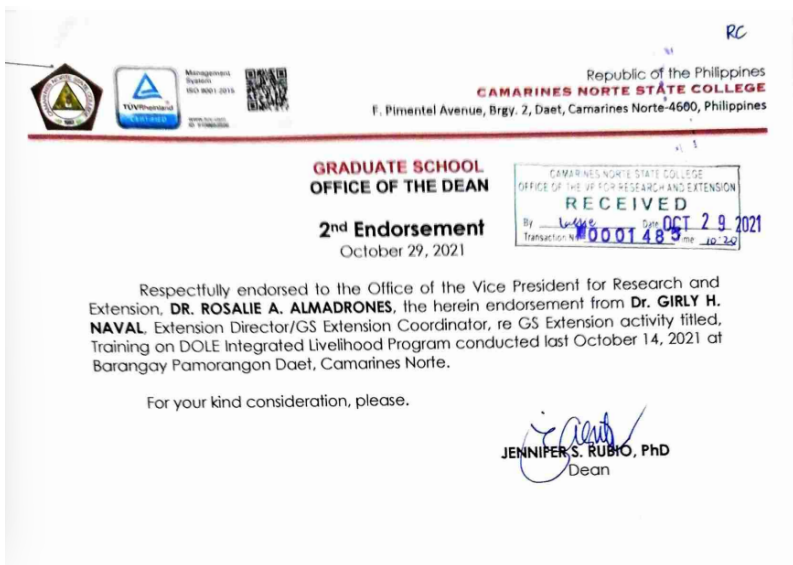 RC
Management
System
ISO 9001:2015
TÜVRheinland
CERTIFIED
Republic of the Philippines
CAMARINES NORTE STATE COLLEGE
F. Pimentel Avenue, Brgy. 2, Daet, Camarines Norte-4600, Philippines
GRADUATE SCHOOL
OFFICE OF THE DEAN
CAMARINES NORTE STATE COLLEGE
OFFICE OF THE VP FOR RESEARCH AND EXTENSION
RECEIVED
By Date OCT 29 2021
Transaction No 0001483 Time 10:20
2nd Endorsement
October 29, 2021
Respectfully endorsed to the Office of the Vice President for Research and
Extension, DR. ROSALIE A. ALMADRONES, the herein endorsement from Dr. GIRLY H.
NAVAL, Extension Director/GS Extension Coordinator, re GS Extension activity titled,
Training on DOLE Integrated Livelihood Program conducted last October 14, 2021 at
Barangay Pamorangon Daet, Camarines Norte.
For your kind consideration, please.
JENNIFER S. RUBIO, PhD
Dean